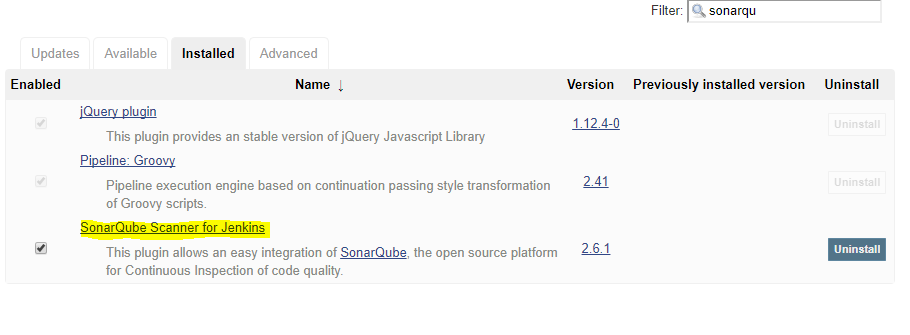 Filter: sonarqu
Updates Available Installed Advanced
Enabled Name ↓ Version Previously installed version Uninstall
jQuery plugin
This plugin provides an stable version of jQuery Javascript Library
1.12.4-0 Uninstall
Pipeline: Groovy
Pipeline execution engine based on continuation passing style transformation
of Groovy scripts.
2.41 Uninstall
SonarQube Scanner for Jenkins
This plugin allows an easy integration of SonarQube, the open source platform
for Continuous Inspection of code quality.
2.6.1 Uninstall